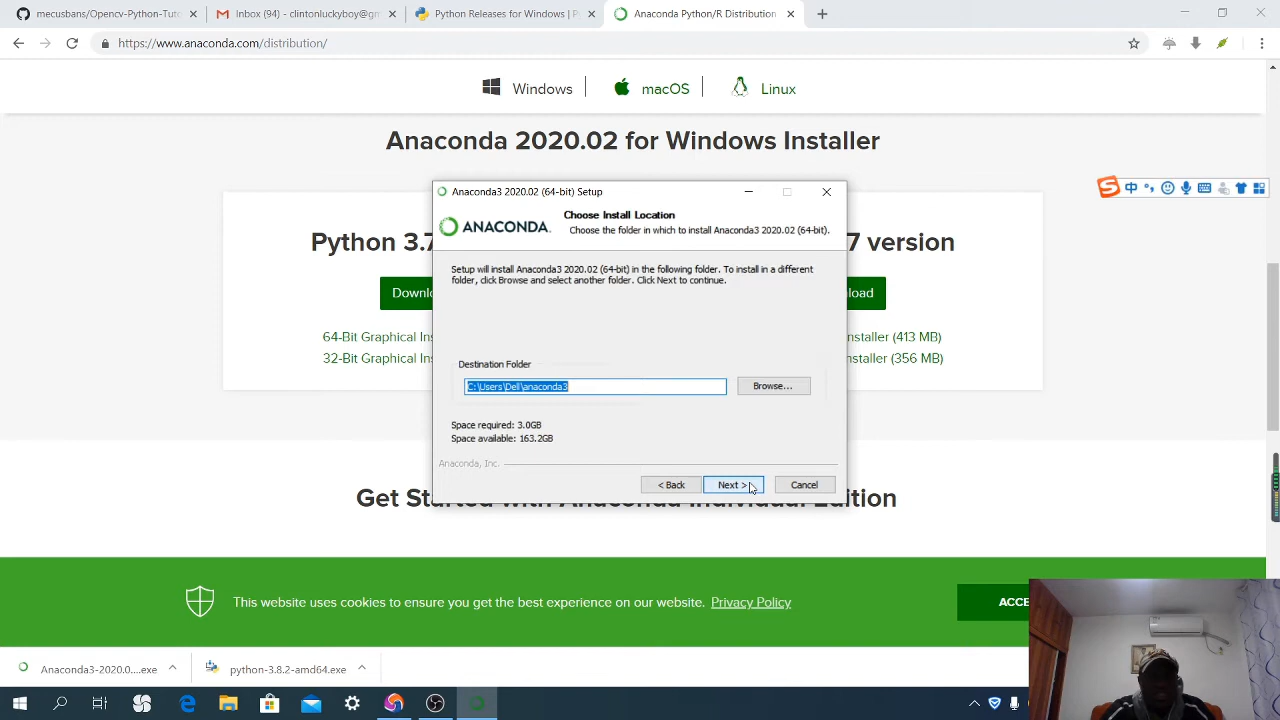 mecusbans/Opencv-Python-Tuto
Inbox (94) - clintonluckyboy@gm
Python Releases for Windows | P
Anaconda Python/R Distribution
https://www.anaconda.com/distribution/
Windows
macOS
Linux
Anaconda 2020.02 for Windows Installer
Anaconda3 2020.02 (64-bit) Setup
中
ANACONDA.
Choose Install Location
Choose the folder in which to install Anaconda3 2020.02 (64-bit).
Python 3.7
7 version
Setup will install Anaconda3 2020.02 (64-bit) in the following folder. To install in a different
folder, click Browse and select another folder. Click Next to continue.
Downlo
load
64-Bit Graphical Ins
nstaller (413 MB)
32-Bit Graphical Ins
nstaller (356 MB)
Destination Folder
C:\Users\Dell\anaconda3
Browse...
Space required: 3.0GB
Space available: 163.2GB
Anaconda, Inc.
< Back
Next >
Cancel
Get Started with Anaconda Individual Edition
This website uses cookies to ensure you get the best experience on our website. Privacy Policy
ACCE
Anaconda3-2020.0....exe
python-3.8.2-amd64.exe